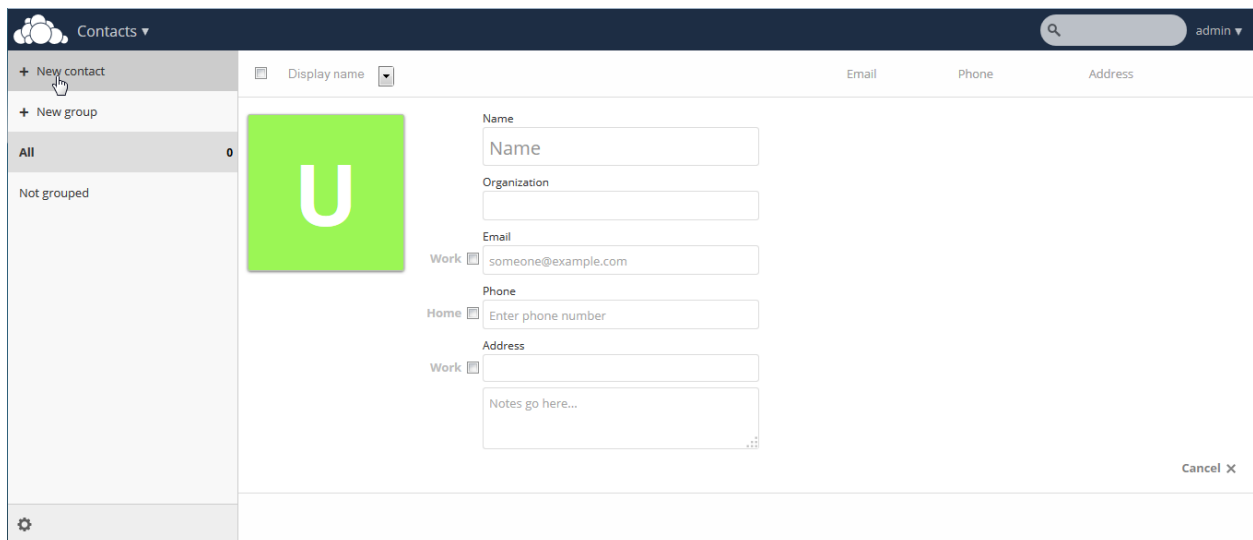 Contacts ▾ admin ▾
+ New contact
Display name Email Phone Address
+ New group
All 0
Not grouped
U
Name
Name
Organization
Email
Work someone@example.com
Phone
Home Enter phone number
Address
Work
Notes go here...
Cancel ✕